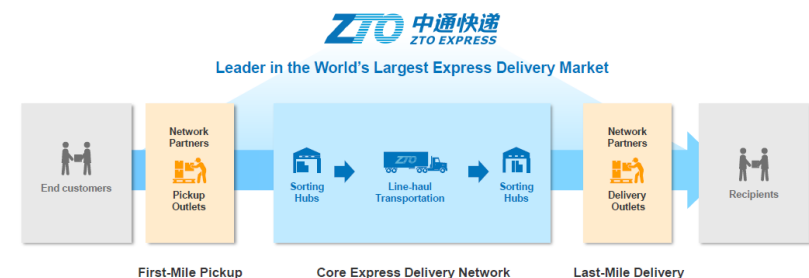 ZTO 中通快递
ZTO EXPRESS
Leader in the World's Largest Express Delivery Market
End customers
Network
Partners
Pickup
Outlets
Sorting
Hubs
ZTO
Line-haul
Transportation
Sorting
Hubs
Network
Partners
Delivery
Outlets
Recipients
First-Mile Pickup
Core Express Delivery Network
Last-Mile Delivery